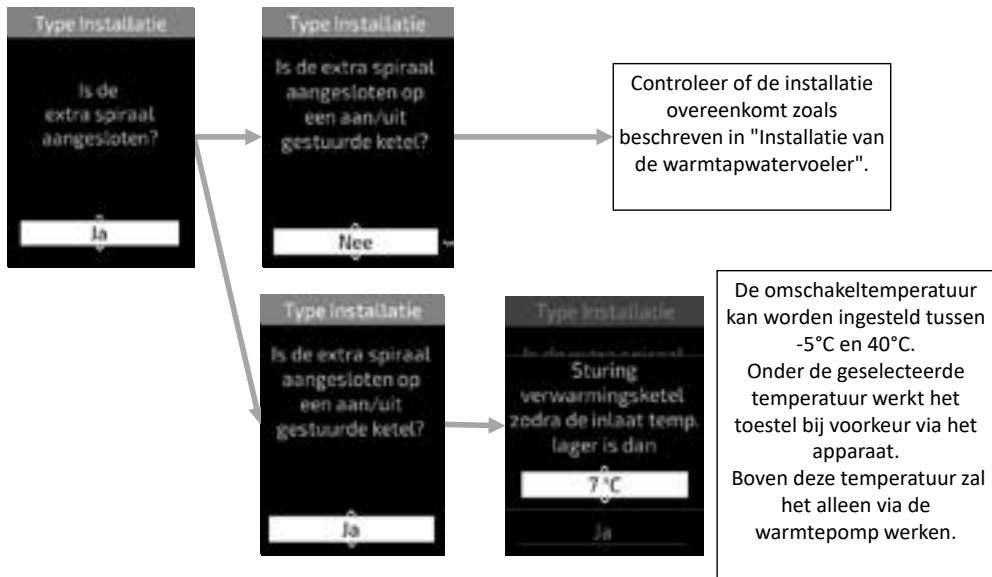 Type Installatie
Is de
extra spiraal
aangesloten?
Ja
Type Installatie
Is de extra spiraal
aangesloten op
een aan/uit
gestuurde ketel?
Nee
Controleer of de installatie
overeenkomt zoals
beschreven in "Installatie van
de warmtapwatervoeler".
Type Installatie
Is de extra spiraal
aangesloten op
een aan/uit
gestuurde ketel?
Ja
Type Installatie
Is de extra spiraal
Sturing
verwarmingsketel
zodra de inlaat temp.
lager is dan
7 °C
Ja
De omschakeltemperatuur
kan worden ingesteld tussen
-5°C en 40°C.
Onder de geselecteerde
temperatuur werkt het
toestel bij voorkeur via het
apparaat.
Boven deze temperatuur zal
het alleen via de
warmtepomp werken.